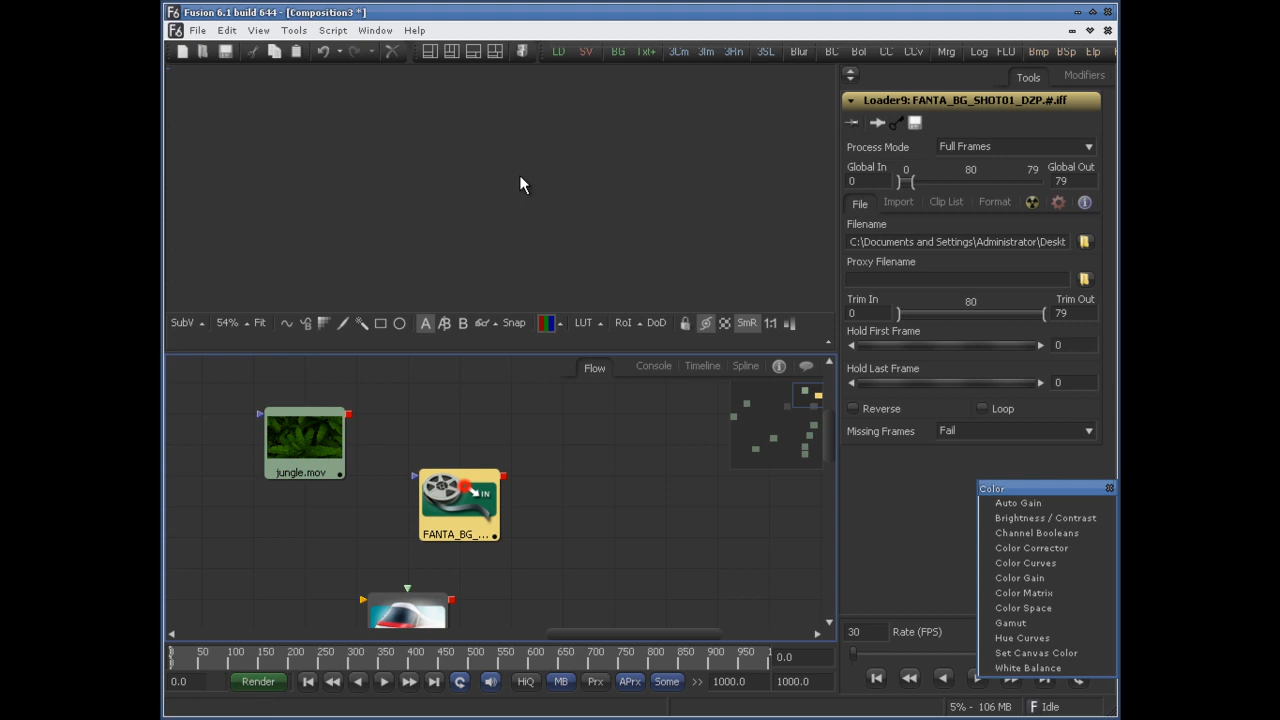 Fusion 6.1 build 644 - [Composition3 *]
File Edit View Tools Script Window Help
LD SV BG Txt+ 3Cm 3Im 3Rn 3SL Blur BC Bol CC CCv Mrg Log FLU Bmp BSp Elp
Tools Modifiers
Loader9: FANTA_BG_SHOT01_DZP.#.iff
Process Mode Full Frames
Global In 0 80 79 Global Out
0 79
File Import Clip List Format
Filename
C:\Documents and Settings\Administrator\Deskt
Proxy Filename
Trim In 80 Trim Out
0 79
Hold First Frame
0
Hold Last Frame
0
Reverse Loop
Missing Frames Fail
SubV 54% Fit A A|B B Snap LUT RoI DoD SmR 1:1
Flow Console Timeline Spline
jungle.mov
IN
FANTA_BG_...
Color
Auto Gain
Brightness / Contrast
Channel Booleans
Color Corrector
Color Curves
Color Gain
Color Matrix
Color Space
Gamut
Hue Curves
Set Canvas Color
White Balance
30 Rate (FPS)
50 100 150 200 250 300 350 400 450 500 550 600 650 700 750 800 850 900 950 0.0
0.0 Render HiQ MB Prx APrx Some >> 1000.0 1000.0
5% - 106 MB Idle